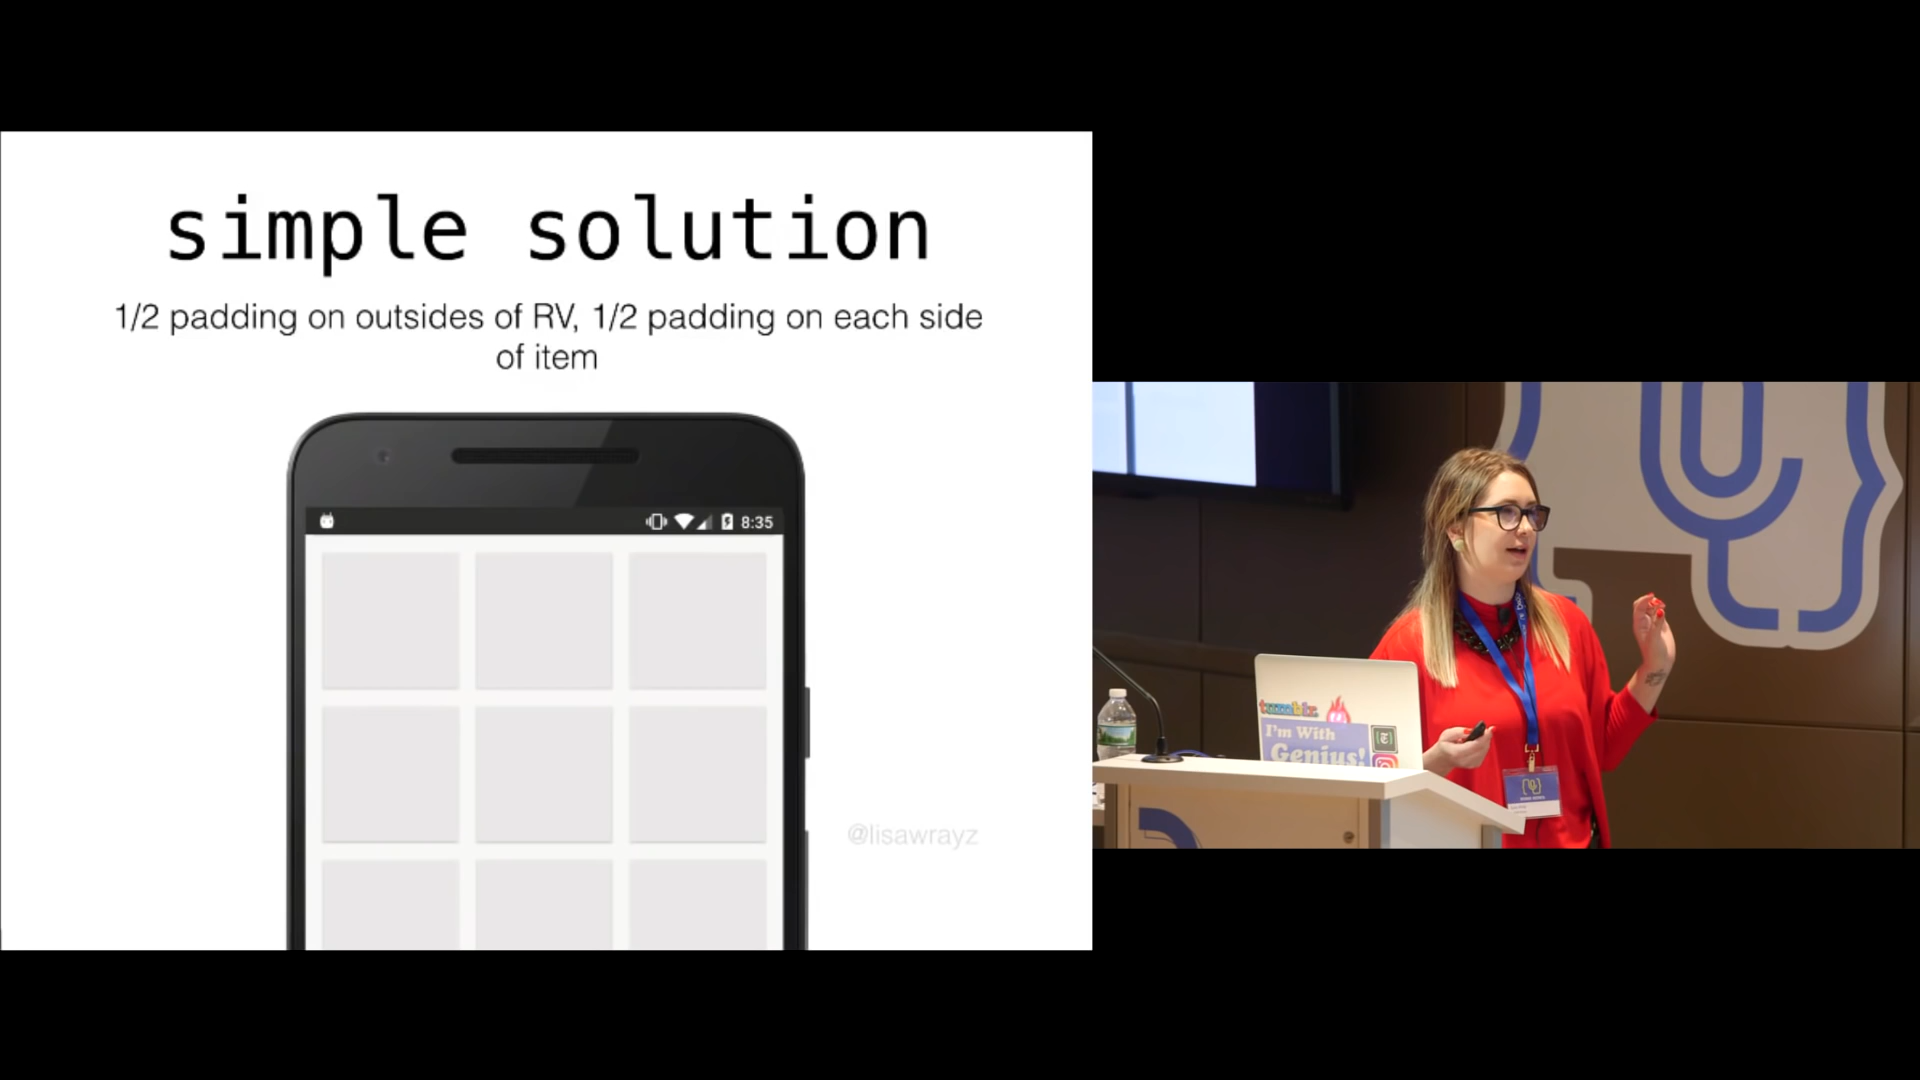 simple solution
1/2 padding on outsides of RV, 1/2 padding on each side
of item
8:35
@lisawrayz
tumblr.
I'm With
Genius!